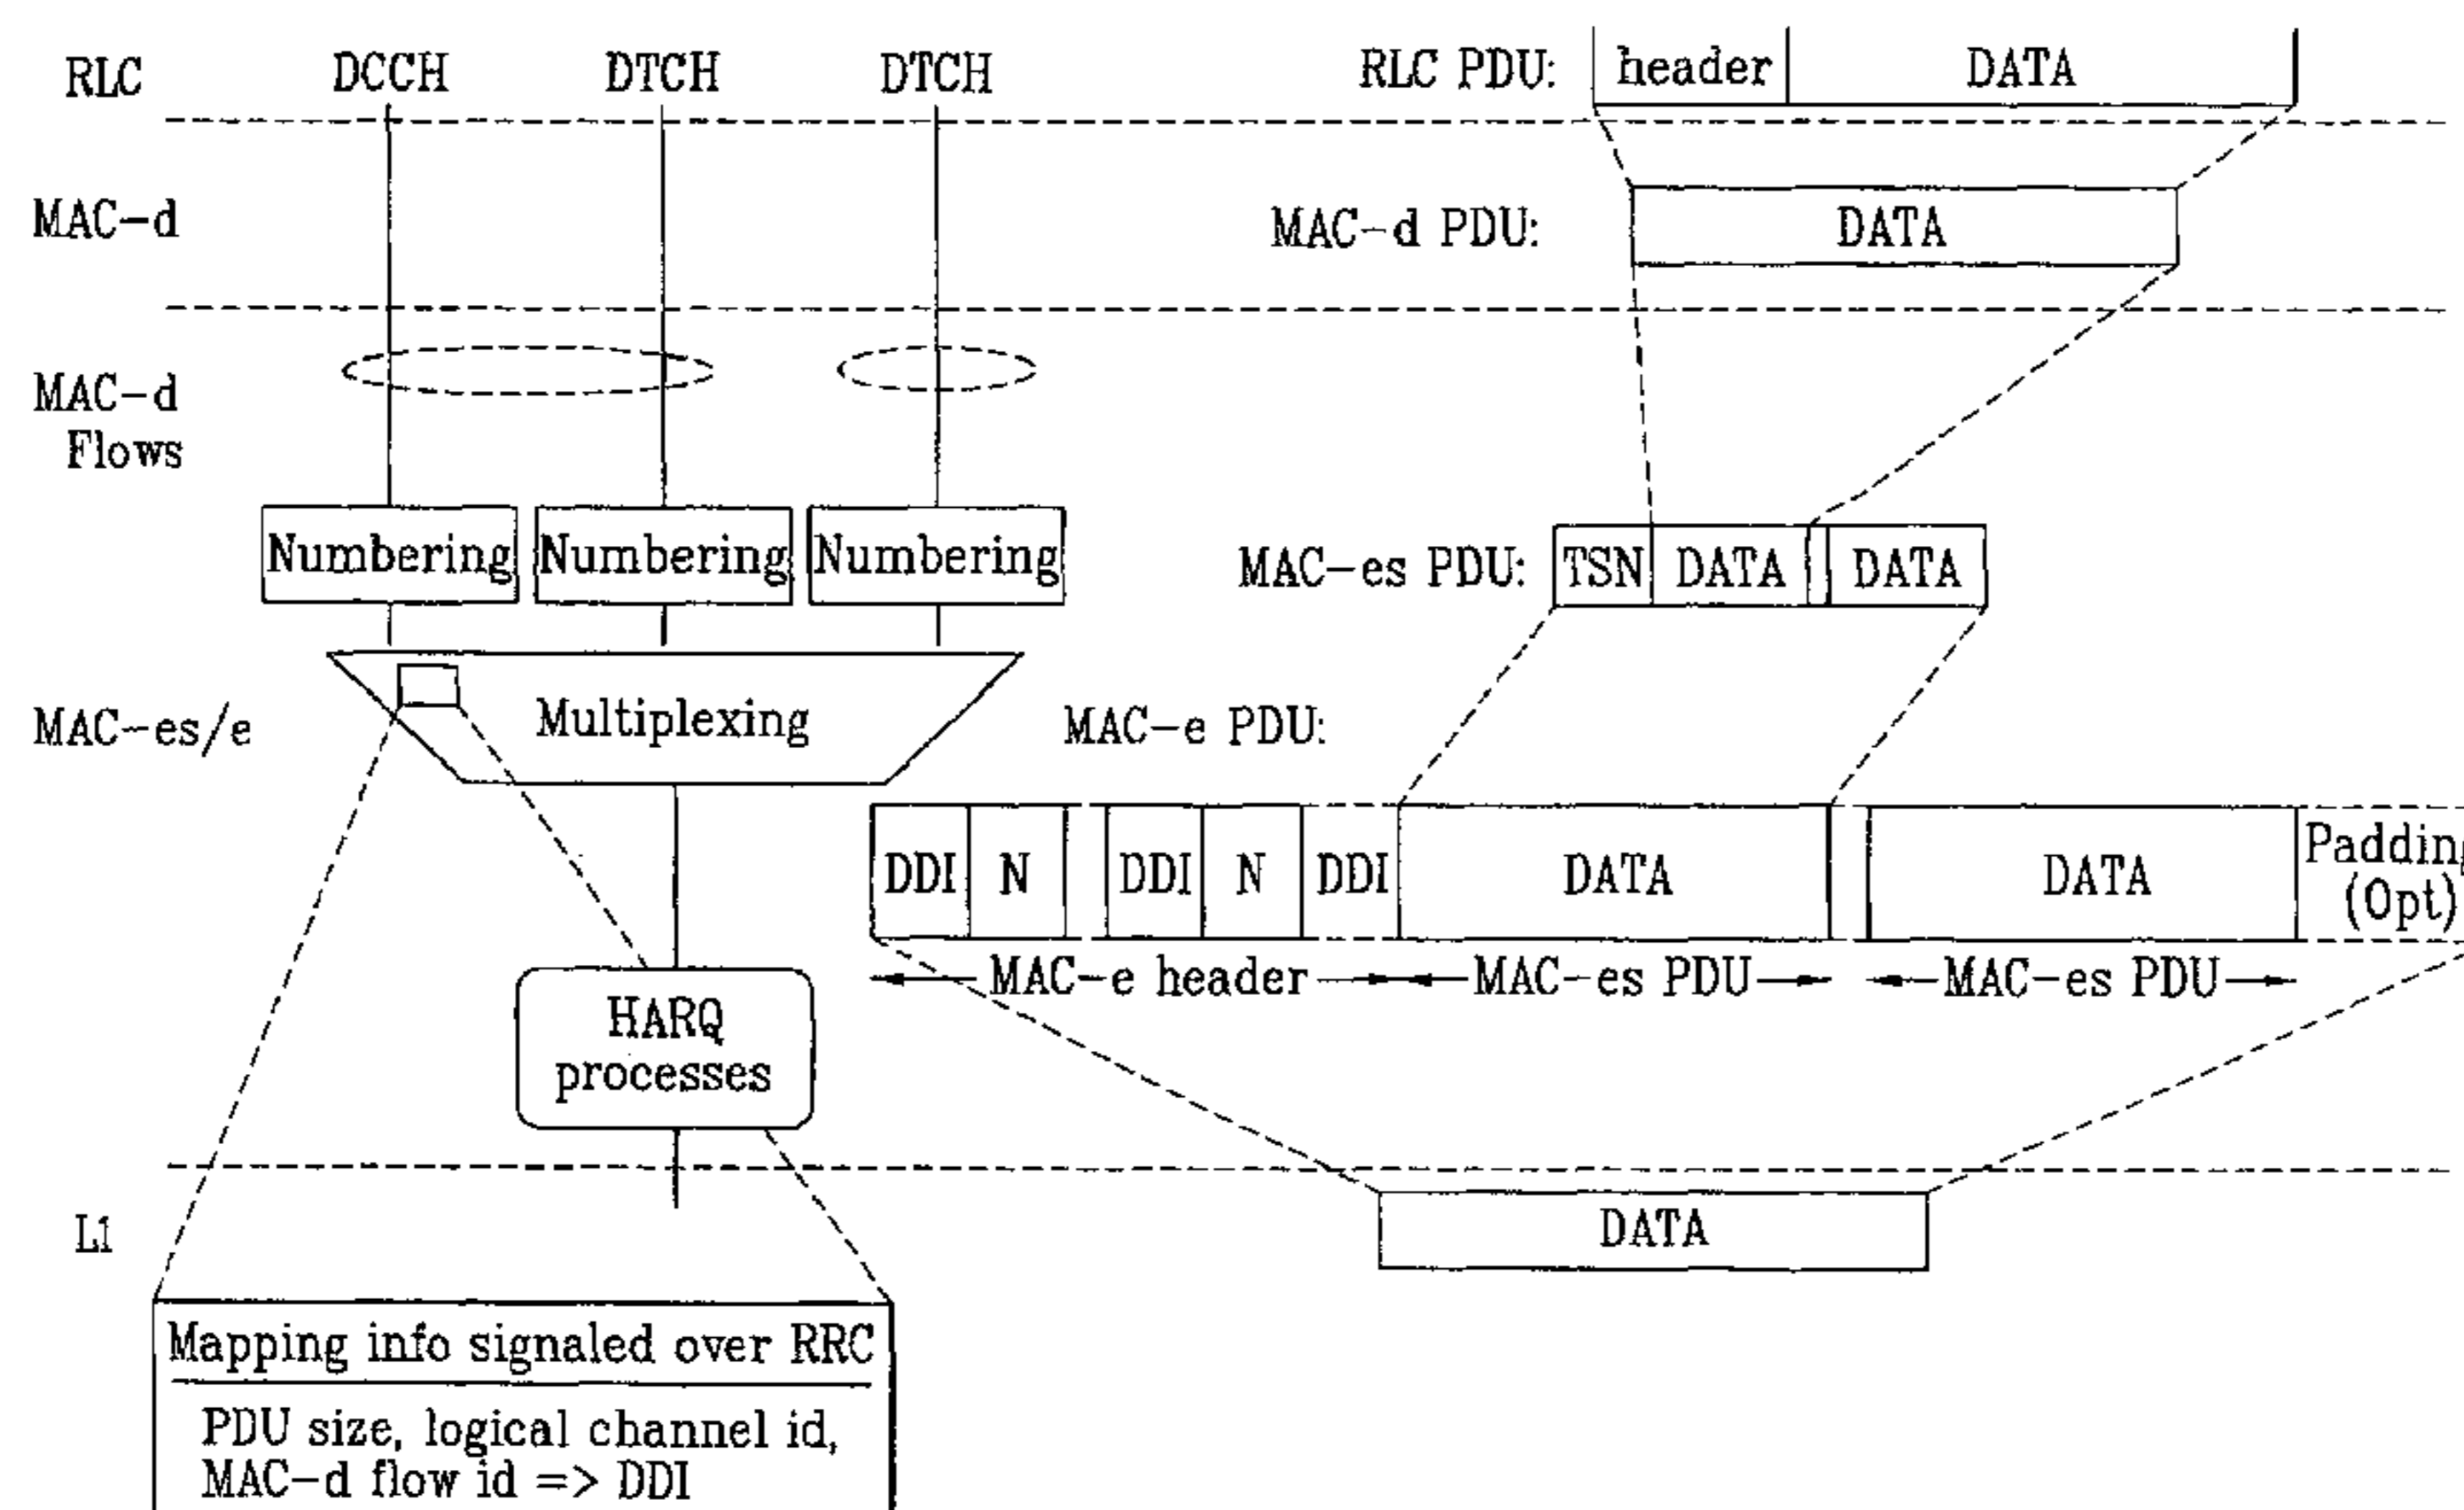 RLC DCCH DTCH DTCH RLC PDU: header DATA
MAC-d MAC-d PDU: DATA
MAC-d
Flows
Numbering Numbering Numbering MAC-es PDU: TSN DATA DATA
MAC-es/e Multiplexing MAC-e PDU:
DDI N DDI N DDI DATA DATA Padding
(Opt)
MAC-e header MAC-es PDU MAC-es PDU
HARQ
processes
L1 DATA
Mapping info signaled over RRC
PDU size, logical channel id,
MAC-d flow id => DDI